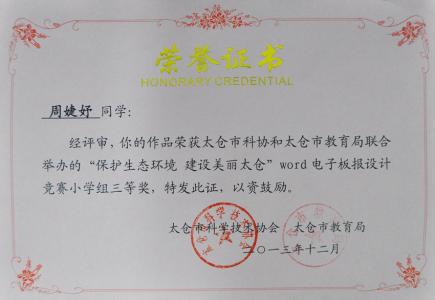 荣誉证书
HONORARY CREDENTIAL
周婕妤 同学:
经评审,你的作品荣获太仓市科协和太仓市教育局联合
举办的“保护生态环境 建设美丽太仓”word电子板报设计
竞赛小学组三等奖,特发此证,以资鼓励。
太仓市科学技术协会 太仓市教育局
二〇一三年十二月